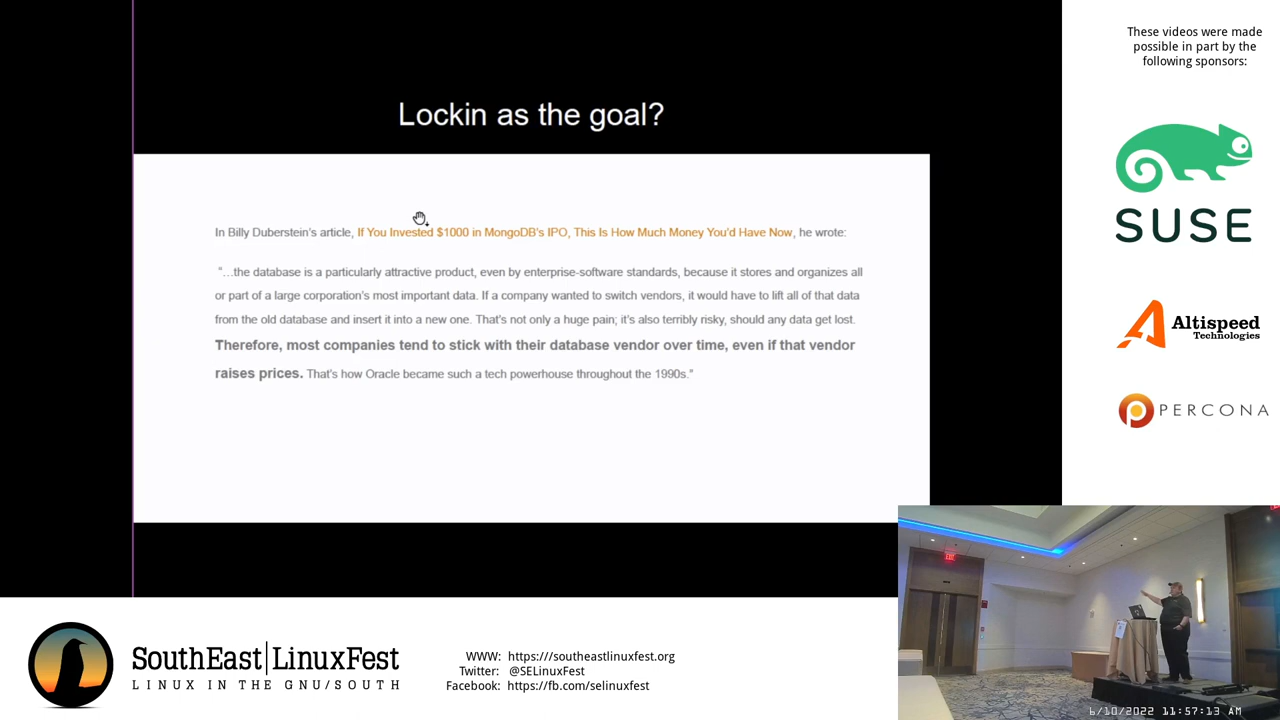 These videos were made
possible in part by the
following sponsors:
Lockin as the goal?
In Billy Duberstein's article, If You Invested $1000 in MongoDB's IPO, This Is How Much Money You'd Have Now, he wrote:
"…the database is a particularly attractive product, even by enterprise-software standards, because it stores and organizes all
or part of a large corporation's most important data. If a company wanted to switch vendors, it would have to lift all of that data
from the old database and insert it into a new one. That's not only a huge pain; it's also terribly risky, should any data get lost.
Therefore, most companies tend to stick with their database vendor over time, even if that vendor
raises prices. That's how Oracle became such a tech powerhouse throughout the 1990s."
SUSE
Altispeed
Technologies
PERCONA
EXIT
SouthEast|LinuxFest
LINUX IN THE GNU/SOUTH
WWW: https:///southeastlinuxfest.org
Twitter: @SELinuxFest
Facebook: https://fb.com/selinuxfest
6/10/2022 11:57:13 AM